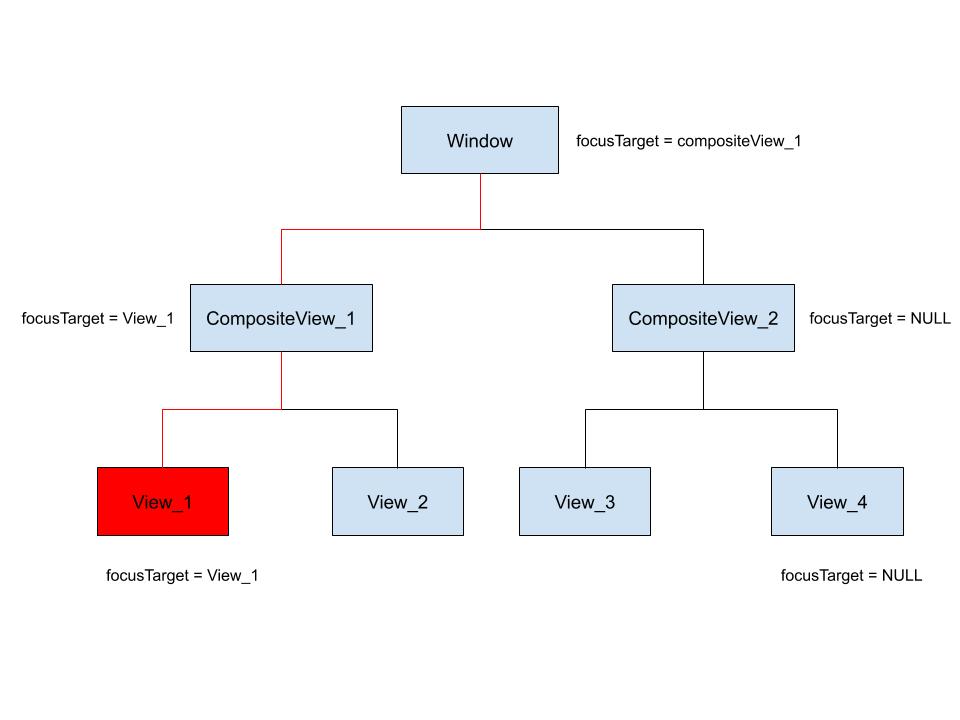 Window
focusTarget = compositeView_1
focusTarget = View_1
CompositeView_1
CompositeView_2
focusTarget = NULL
View_1
View_2
View_3
View_4
focusTarget = View_1
focusTarget = NULL